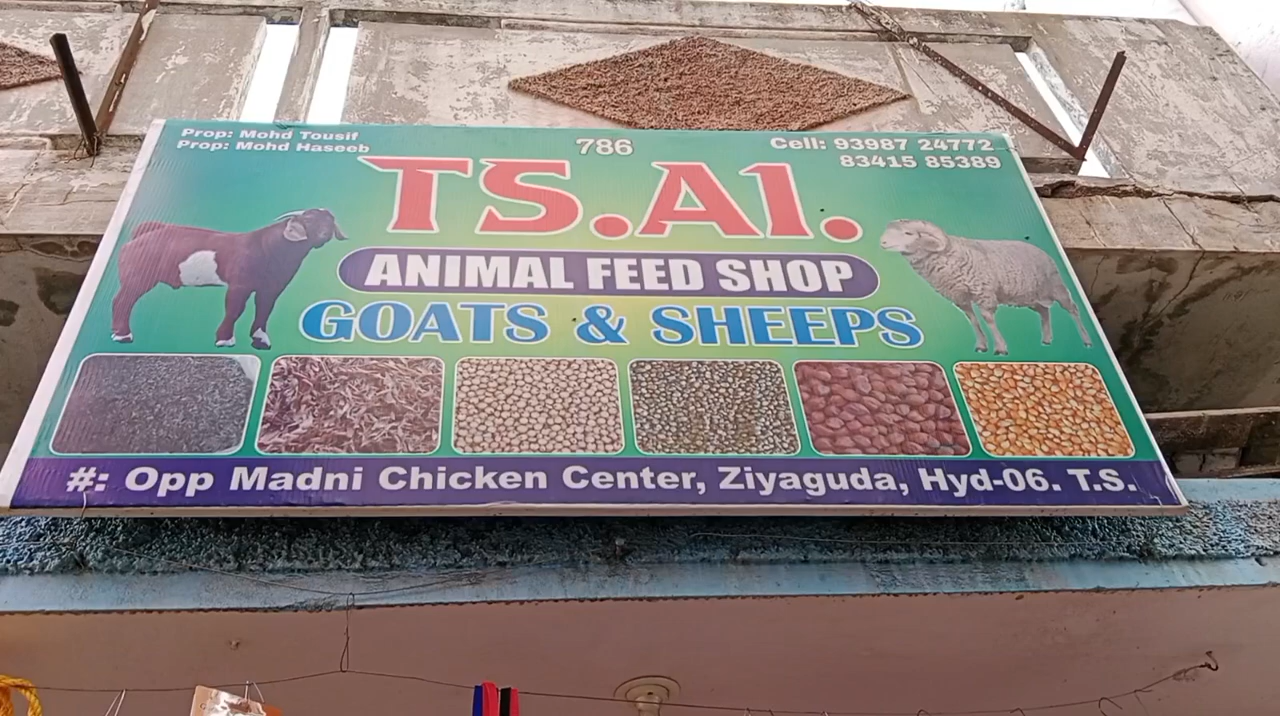 Prop: Mohd Tousif
Prop: Mohd Haseeb
786
Cell: 93987 24772
83415 85389
TS.A1.
ANIMAL FEED SHOP
GOATS & SHEEPS
#: Opp Madni Chicken Center, Ziyaguda, Hyd-06. T.S.